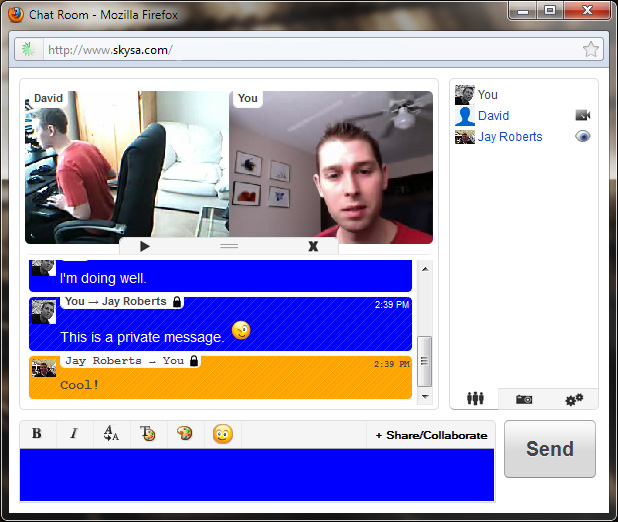 Chat Room - Mozilla Firefox
http://www.skysa.com/
David
You
You
David
Jay Roberts
I'm doing well.
You → Jay Roberts
2:39 PM
This is a private message.
Jay Roberts → You
2:39 PM
Cool!
B I A A T
+ Share/Collaborate
Send